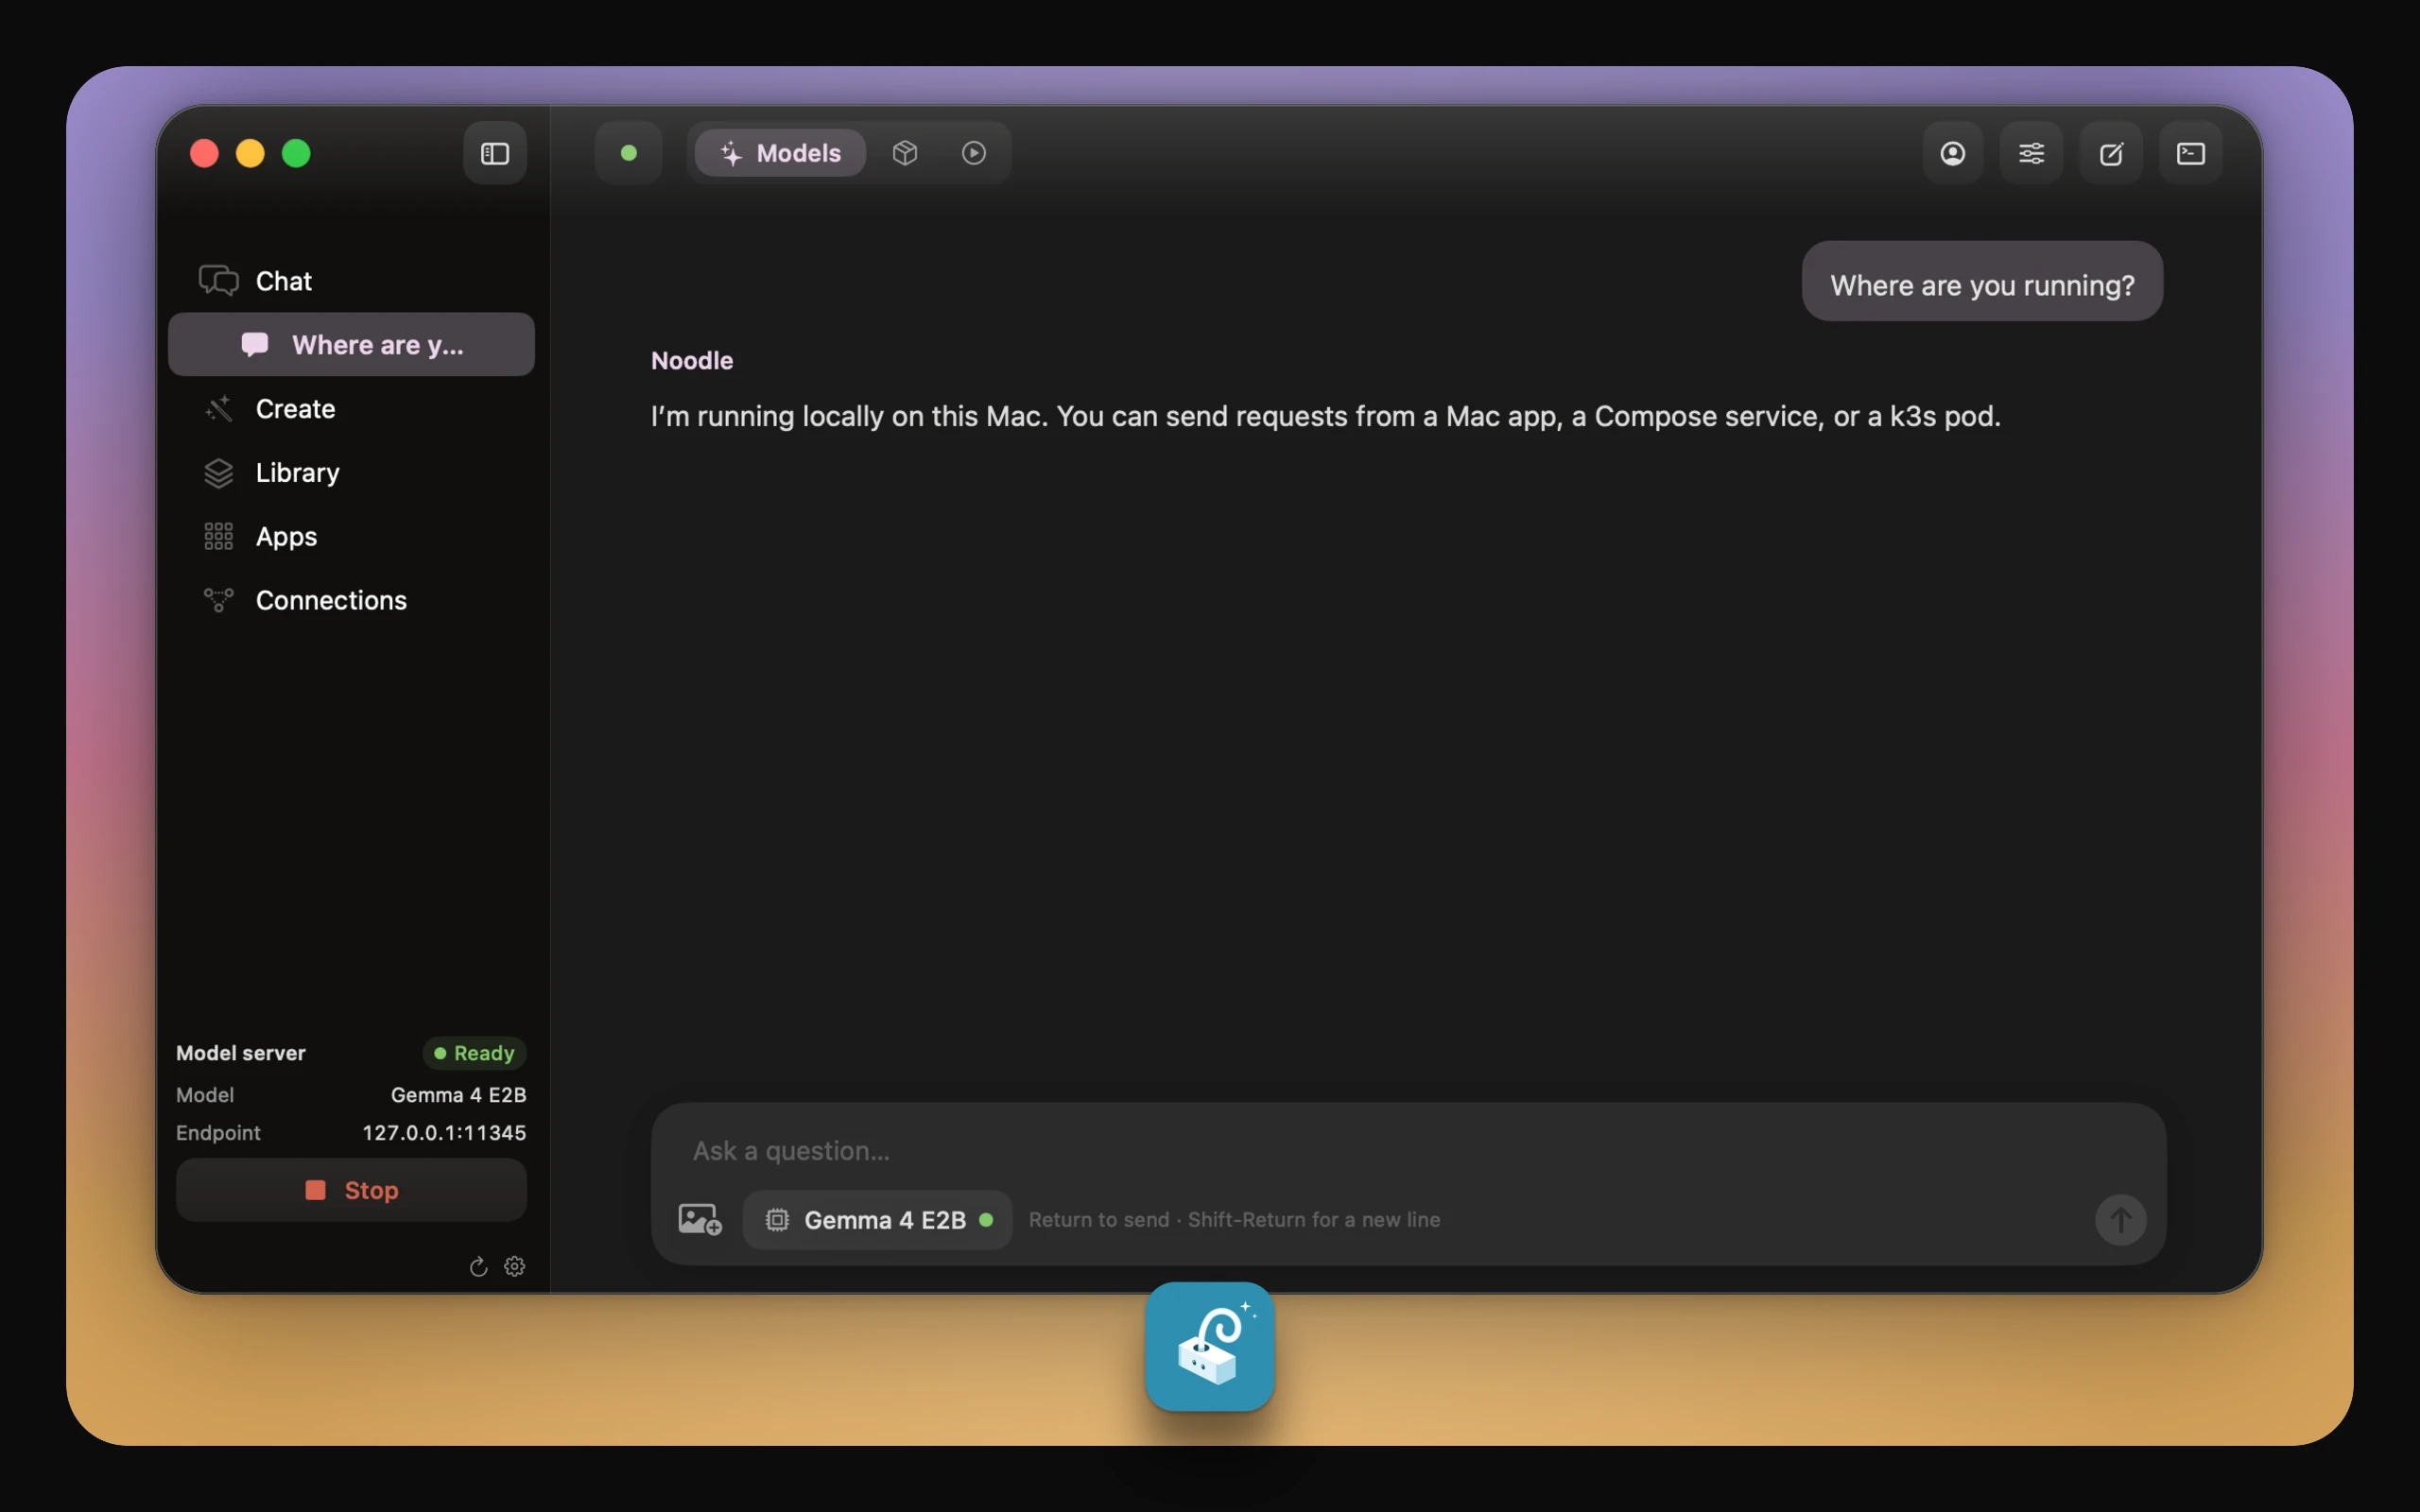 Models
Chat
Where are y...
Create
Library
Apps
Connections
Where are you running?
Noodle
I’m running locally on this Mac. You can send requests from a Mac app, a Compose service, or a k3s pod.
Model server Ready
Model Gemma 4 E2B
Endpoint 127.0.0.1:11345
Stop
Ask a question...
Gemma 4 E2B Return to send · Shift-Return for a new line